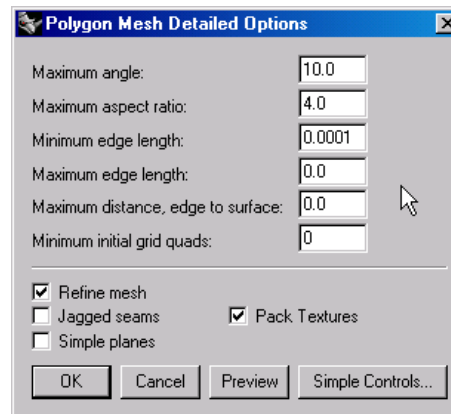 Polygon Mesh Detailed Options
Maximum angle: 10.0
Maximum aspect ratio: 4.0
Minimum edge length: 0.0001
Maximum edge length: 0.0
Maximum distance, edge to surface: 0.0
Minimum initial grid quads: 0
Refine mesh
Jagged seams Pack Textures
Simple planes
OK Cancel Preview Simple Controls...